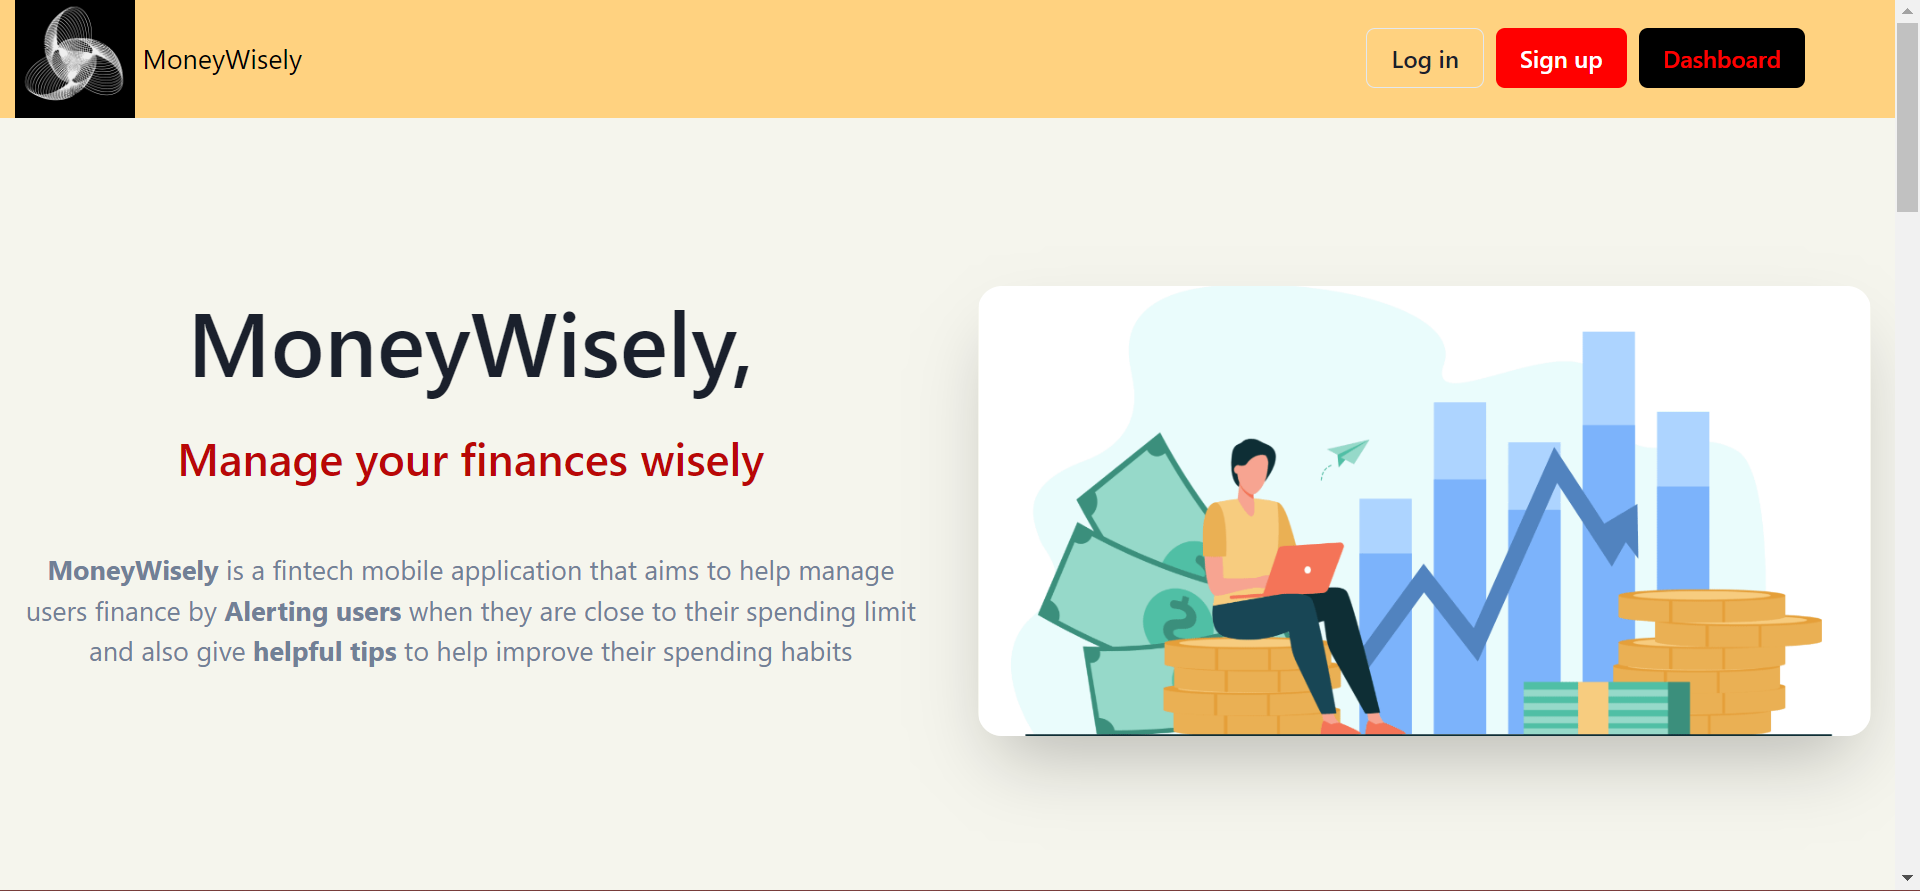 MoneyWisely
Log in
Sign up
Dashboard
MoneyWisely,
Manage your finances wisely
MoneyWisely is a fintech mobile application that aims to help manage
users finance by Alerting users when they are close to their spending limit
and also give helpful tips to help improve their spending habits